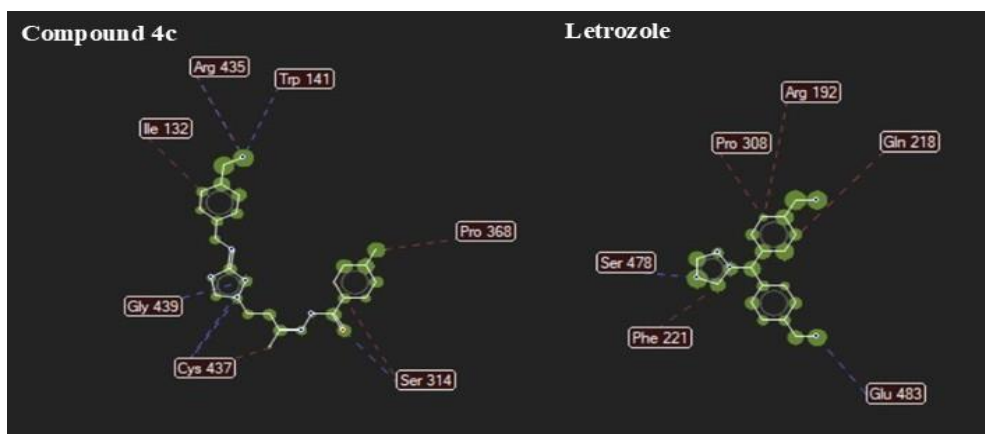 Compound 4c
Arg 435
Trp 141
Ile 132
Pro 368
Gly 439
Cys 437
Ser 314
Letrozole
Arg 192
Pro 308
Gln 218
Ser 478
Phe 221
Glu 483